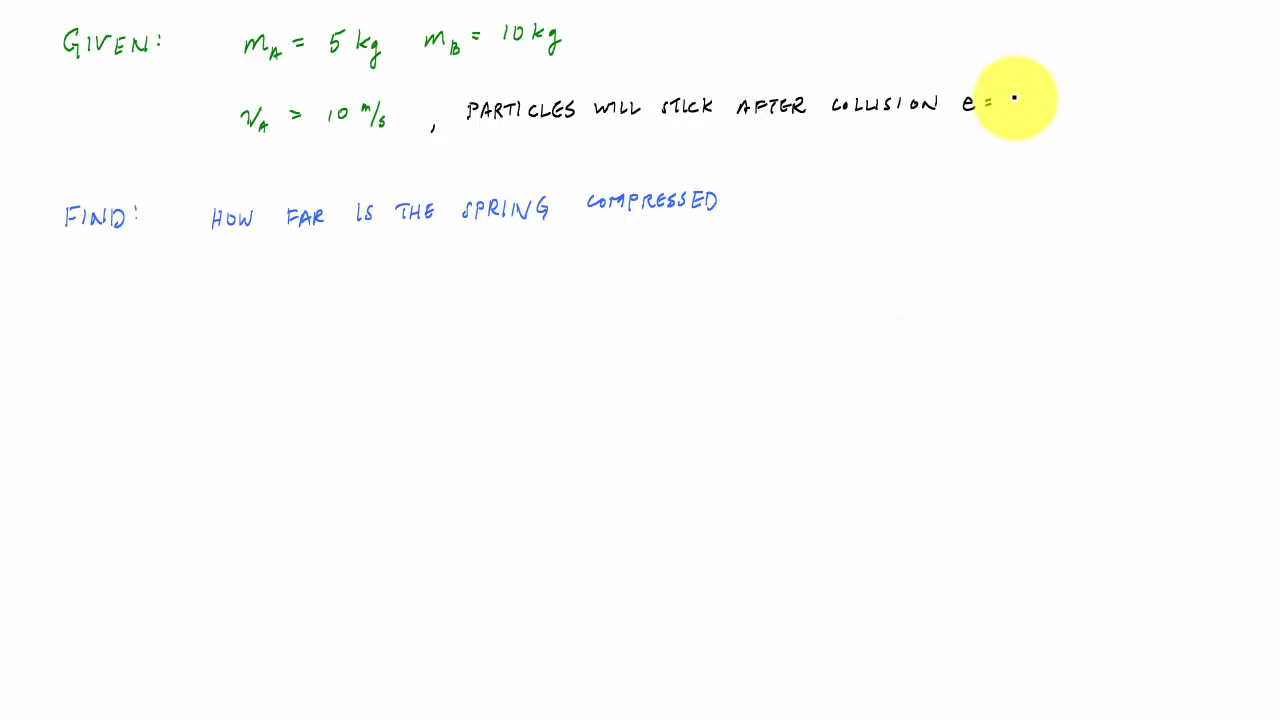 GIVEN: mA = 5 kg mB = 10 kg
vA = 10 m/s , PARTICLES WILL STICK AFTER COLLISION e =
FIND: HOW FAR IS THE SPRING COMPRESSED